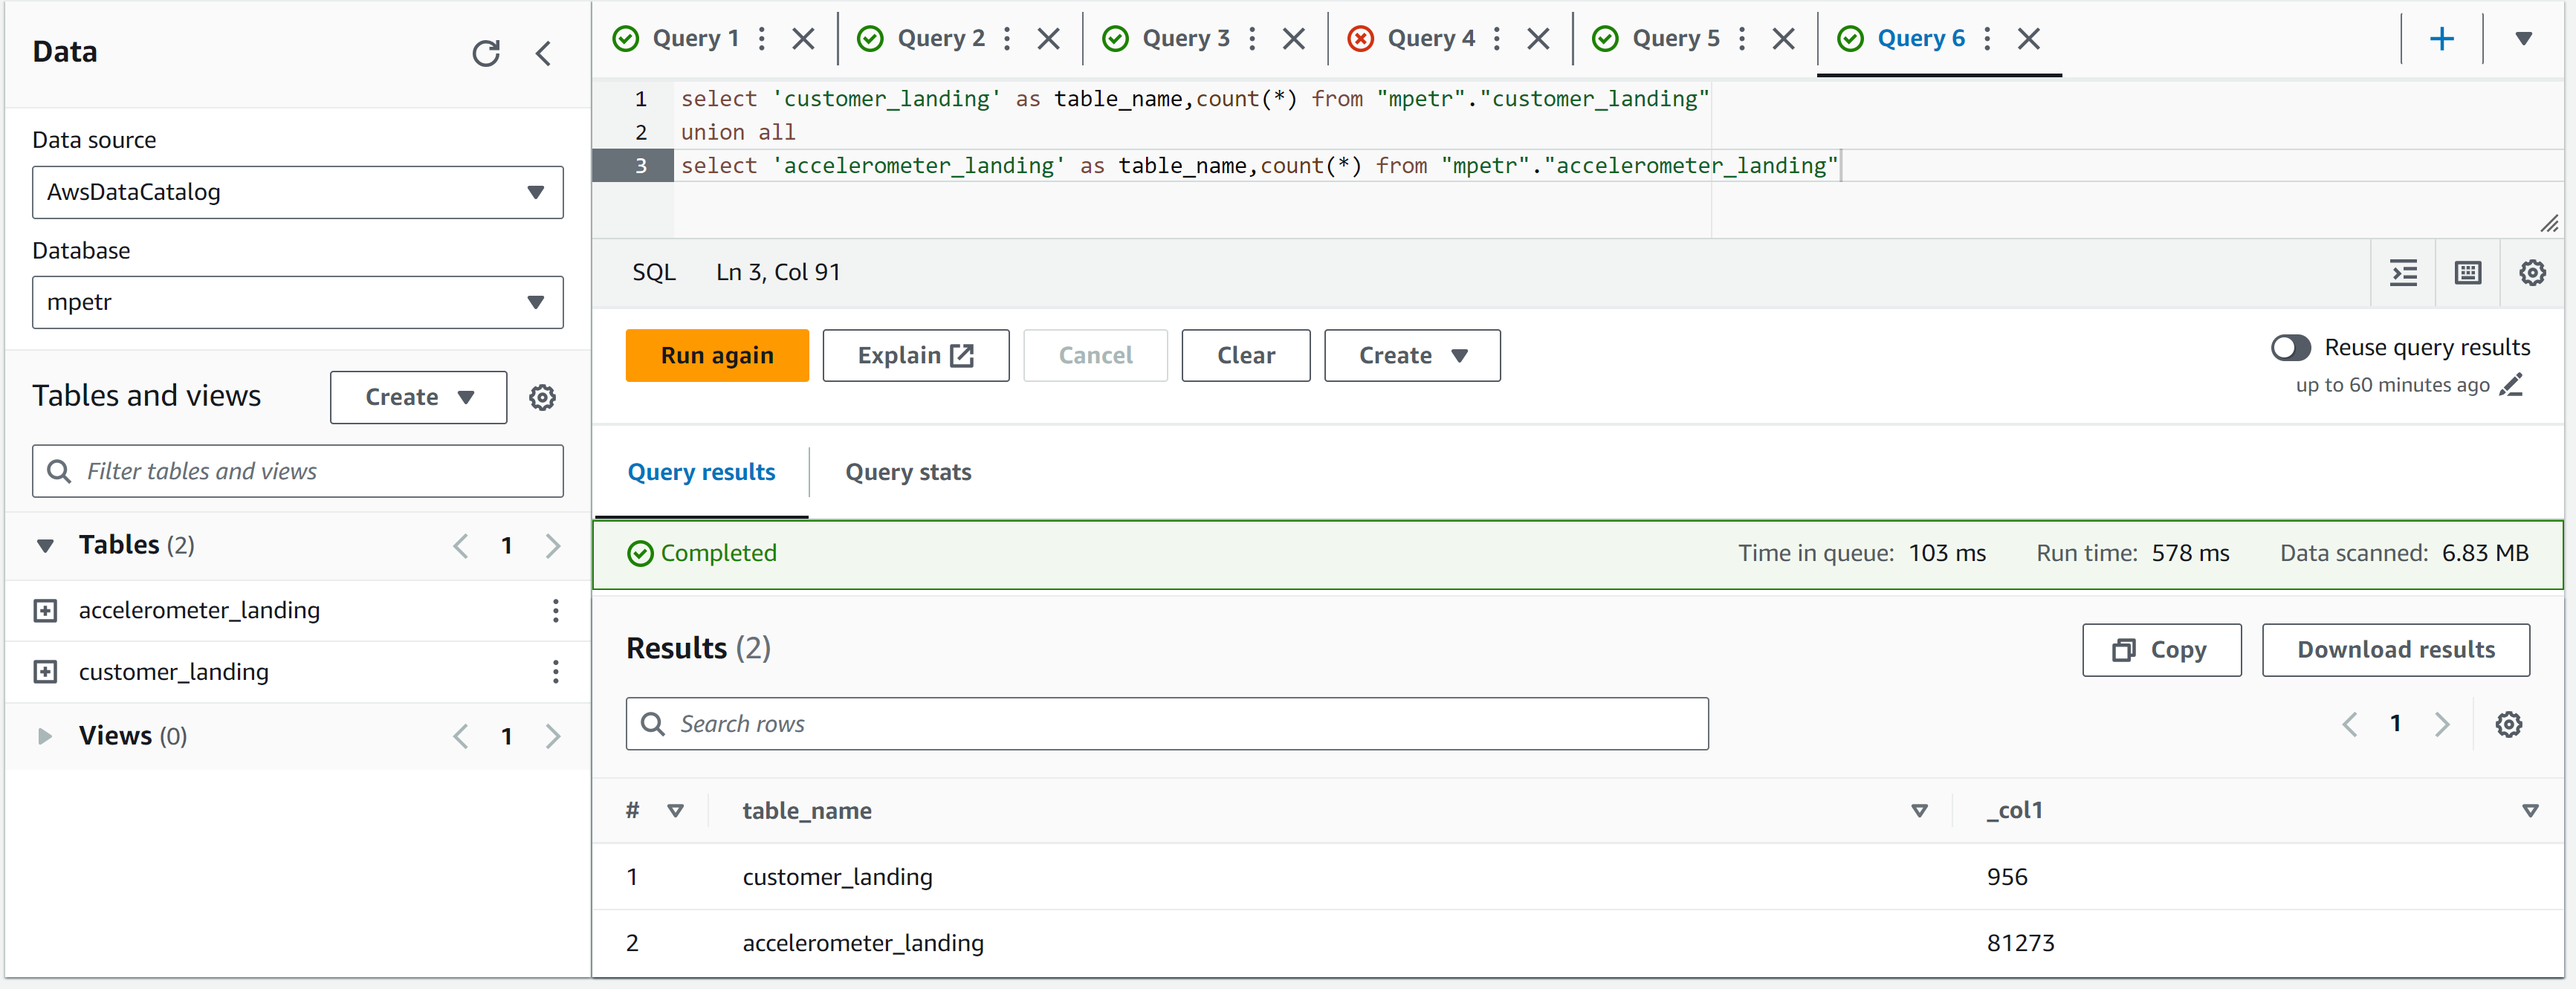 Data
Data source
AwsDataCatalog
Database
mpetr
Tables and views
Create
Filter tables and views
Tables (2)
1
accelerometer_landing
customer_landing
Views (0)
1
Query 1
Query 2
Query 3
Query 4
Query 5
Query 6
1 select 'customer_landing' as table_name,count(*) from "mpetr"."customer_landing"
2 union all
3 select 'accelerometer_landing' as table_name,count(*) from "mpetr"."accelerometer_landing"
SQL Ln 3, Col 91
Run again
Explain
Cancel
Clear
Create
Reuse query results
up to 60 minutes ago
Query results
Query stats
Completed
Time in queue: 103 ms Run time: 578 ms Data scanned: 6.83 MB
Results (2)
Copy
Download results
Search rows
1
# table_name _col1
1 customer_landing 956
2 accelerometer_landing 81273